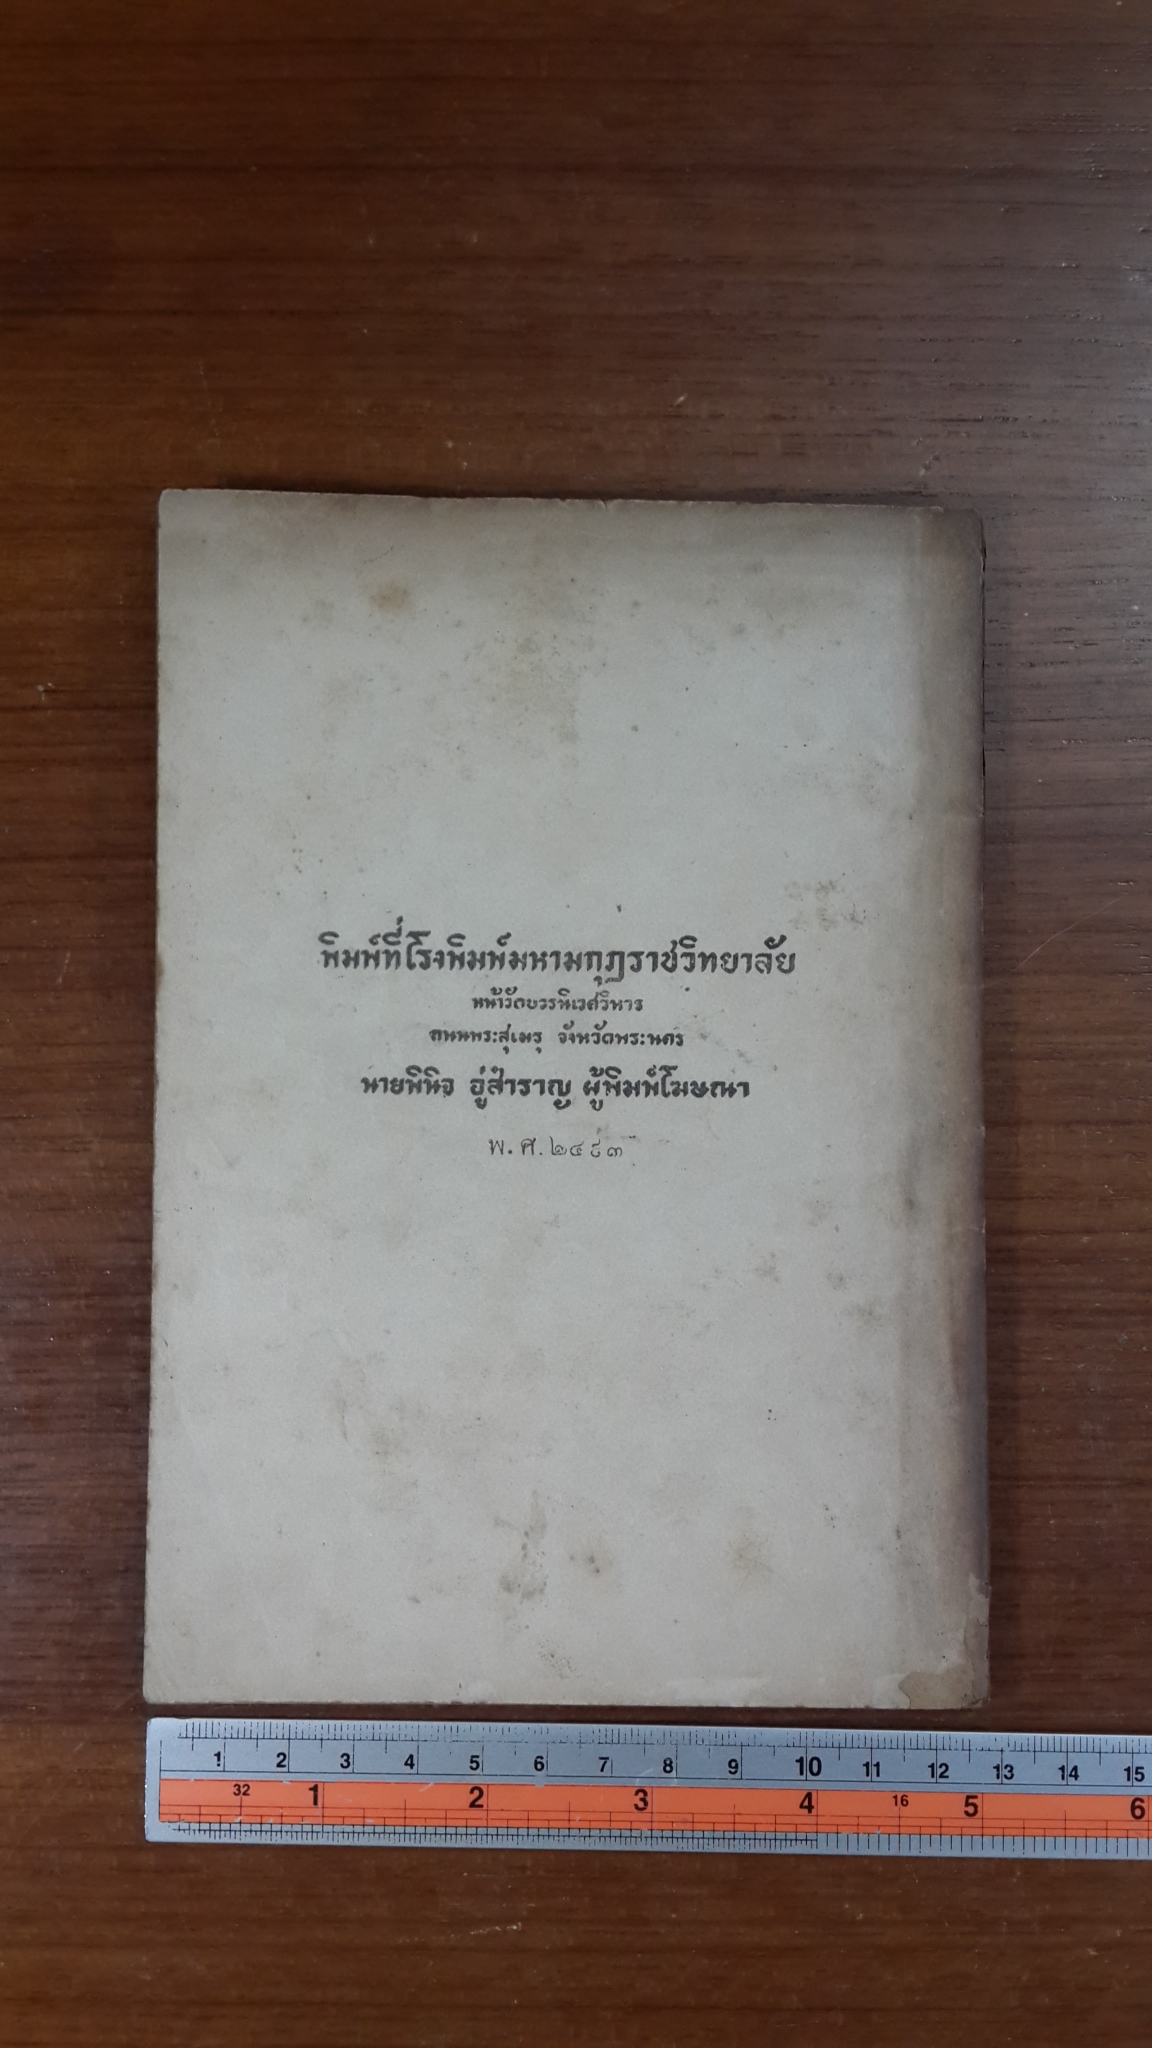 พิมพ์ที่โรงพิมพ์มหามกุฏราชวิทยาลัย
หน้าวัดบวรนิเวศวิหาร
ถนนพระสุเมรุ จังหวัดพระนคร
นายพินิจ อู่สำราญ ผู้พิมพ์โฆษณา
พ.ศ. ๒๔๙๓
1 2 3 4 5 6 7 8 9 10 11 12 13 14 15
32 1 2 3 4 16 5 6